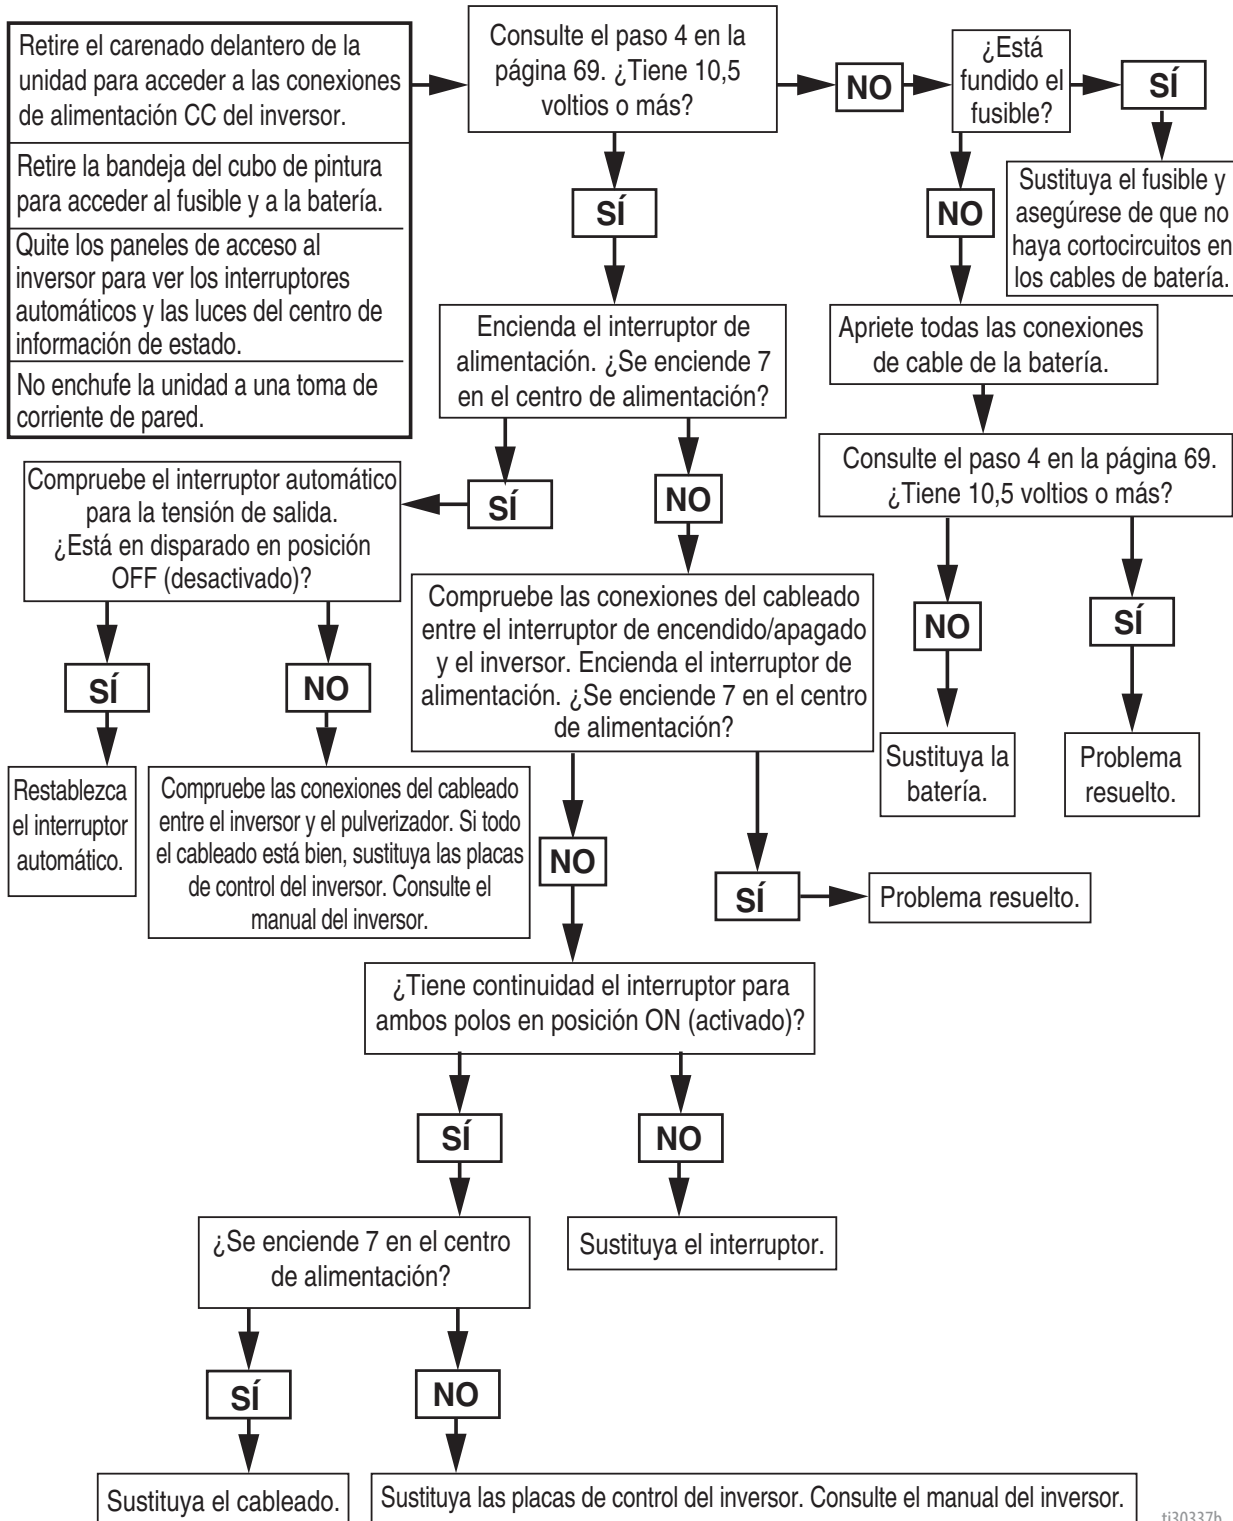 Retire el carenado delantero de la
unidad para acceder a las conexiones
de alimentación CC del inversor.
Retire la bandeja del cubo de pintura
para acceder al fusible y a la batería.
Quite los paneles de acceso al
inversor para ver los interruptores
automáticos y las luces del centro de
información de estado.
No enchufe la unidad a una toma de
corriente de pared.
Consulte el paso 4 en la
página 69. ¿Tiene 10,5
voltios o más?
NO
¿Está
fundido el
fusible?
SÍ
Sustituya el fusible y
asegúrese de que no
haya cortocircuitos en
los cables de batería.
NO
Apriete todas las conexiones
de cable de la batería.
Consulte el paso 4 en la página 69.
¿Tiene 10,5 voltios o más?
NO
Sustituya la
batería.
SÍ
Problema
resuelto.
SÍ
Encienda el interruptor de
alimentación. ¿Se enciende 7
en el centro de alimentación?
SÍ
Compruebe el interruptor automático
para la tensión de salida.
¿Está en disparado en posición
OFF (desactivado)?
SÍ
Restablezca
el interruptor
automático.
NO
Compruebe las conexiones del cableado
entre el inversor y el pulverizador. Si todo
el cableado está bien, sustituya las placas
de control del inversor. Consulte el
manual del inversor.
NO
Compruebe las conexiones del cableado
entre el interruptor de encendido/apagado
y el inversor. Encienda el interruptor de
alimentación. ¿Se enciende 7 en el centro
de alimentación?
SÍ
Problema resuelto.
NO
¿Tiene continuidad el interruptor para
ambos polos en posición ON (activado)?
SÍ
NO
Sustituya el interruptor.
¿Se enciende 7 en el centro
de alimentación?
SÍ
Sustituya el cableado.
NO
Sustituya las placas de control del inversor. Consulte el manual del inversor.
ti30337b